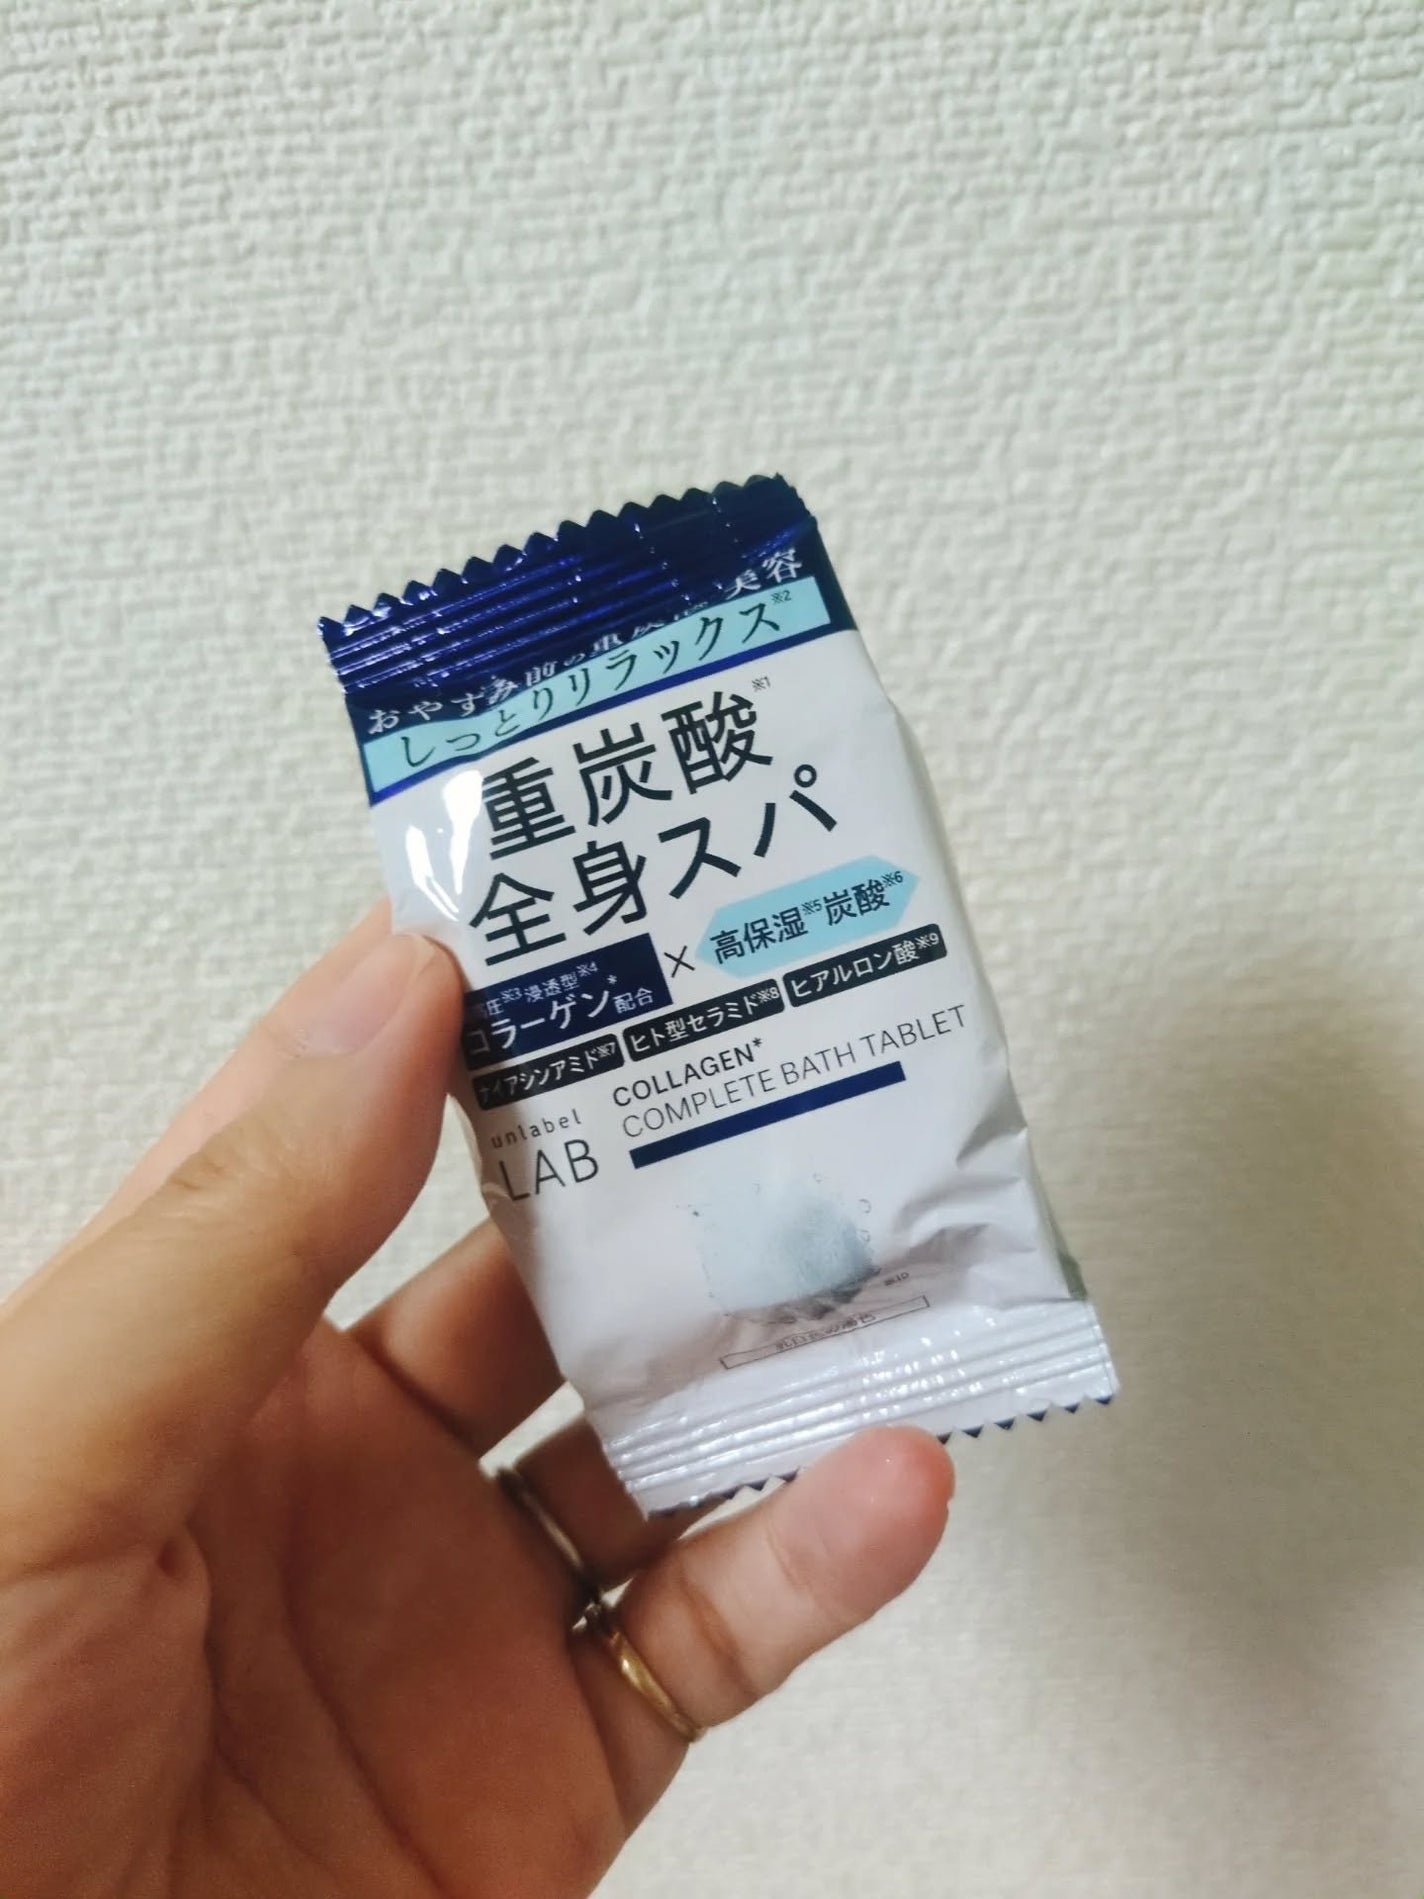 おやすみ前の重炭酸美容
しっとりリラックス※2
重炭酸※1
全身スパ
高圧※3浸透型※4
コラーゲン*配合
×
高保湿※5炭酸※6
ナイアシンアミド※7
ヒト型セラミド※8
ヒアルロン酸※9
unlabel
LAB
COLLAGEN*
COMPLETE BATH TABLET
※10